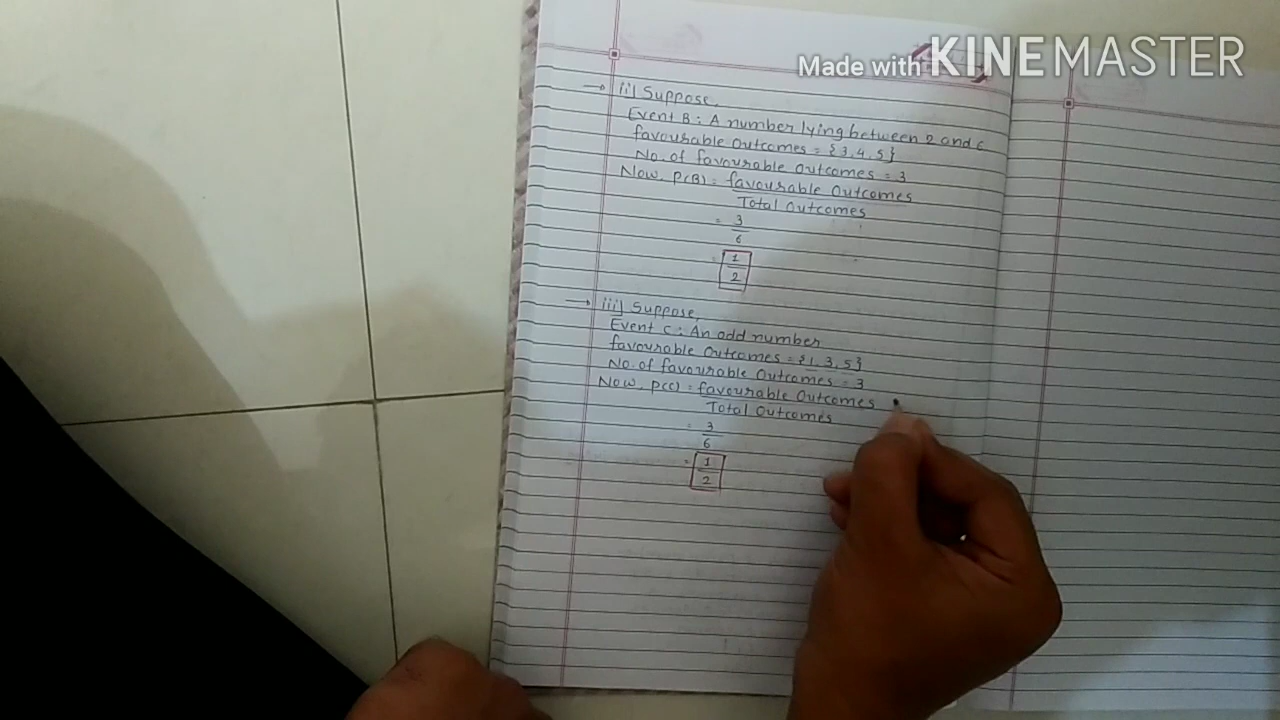 Made with KINEMASTER
→ ii] Suppose,
Event B : A number lying between 2 and 6
favourable Outcomes = {3, 4, 5}
No. of favourable Outcomes = 3
Now, P(B) = favourable Outcomes
Total Outcomes
= 3
6
= 1
2
→ iii] Suppose,
Event C : An odd number
favourable Outcomes = {1, 3, 5}
No. of favourable Outcomes = 3
Now, P(C) = favourable Outcomes
Total Outcomes
= 3
6
= 1
2